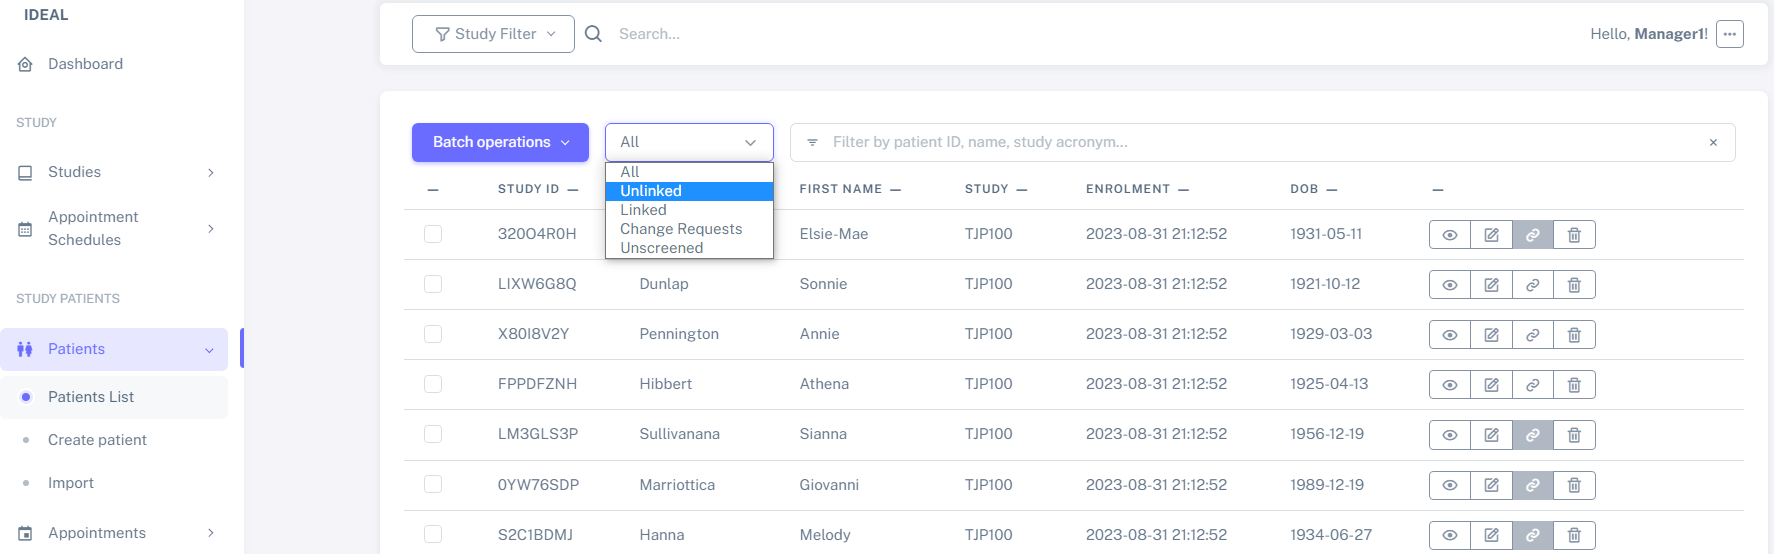 IDEAL
Dashboard
STUDY
Studies
Appointment
Schedules
STUDY PATIENTS
Patients
Patients List
Create patient
Import
Appointments
Study Filter
Search...
Hello, Manager1!
Batch operations
All
Filter by patient ID, name, study acronym...
All
Unlinked
Linked
Change Requests
Unscreened
STUDY ID FIRST NAME STUDY ENROLMENT DOB
320O4R0H Elsie-Mae TJP100 2023-08-31 21:12:52 1931-05-11
LIXW6G8Q Dunlap Sonnie TJP100 2023-08-31 21:12:52 1921-10-12
X80I8V2Y Pennington Annie TJP100 2023-08-31 21:12:52 1929-03-03
FPPDFZNH Hibbert Athena TJP100 2023-08-31 21:12:52 1925-04-13
LM3GLS3P Sullivanana Sianna TJP100 2023-08-31 21:12:52 1956-12-19
0YW76SDP Marriottica Giovanni TJP100 2023-08-31 21:12:52 1989-12-19
S2C1BDMJ Hanna Melody TJP100 2023-08-31 21:12:52 1934-06-27